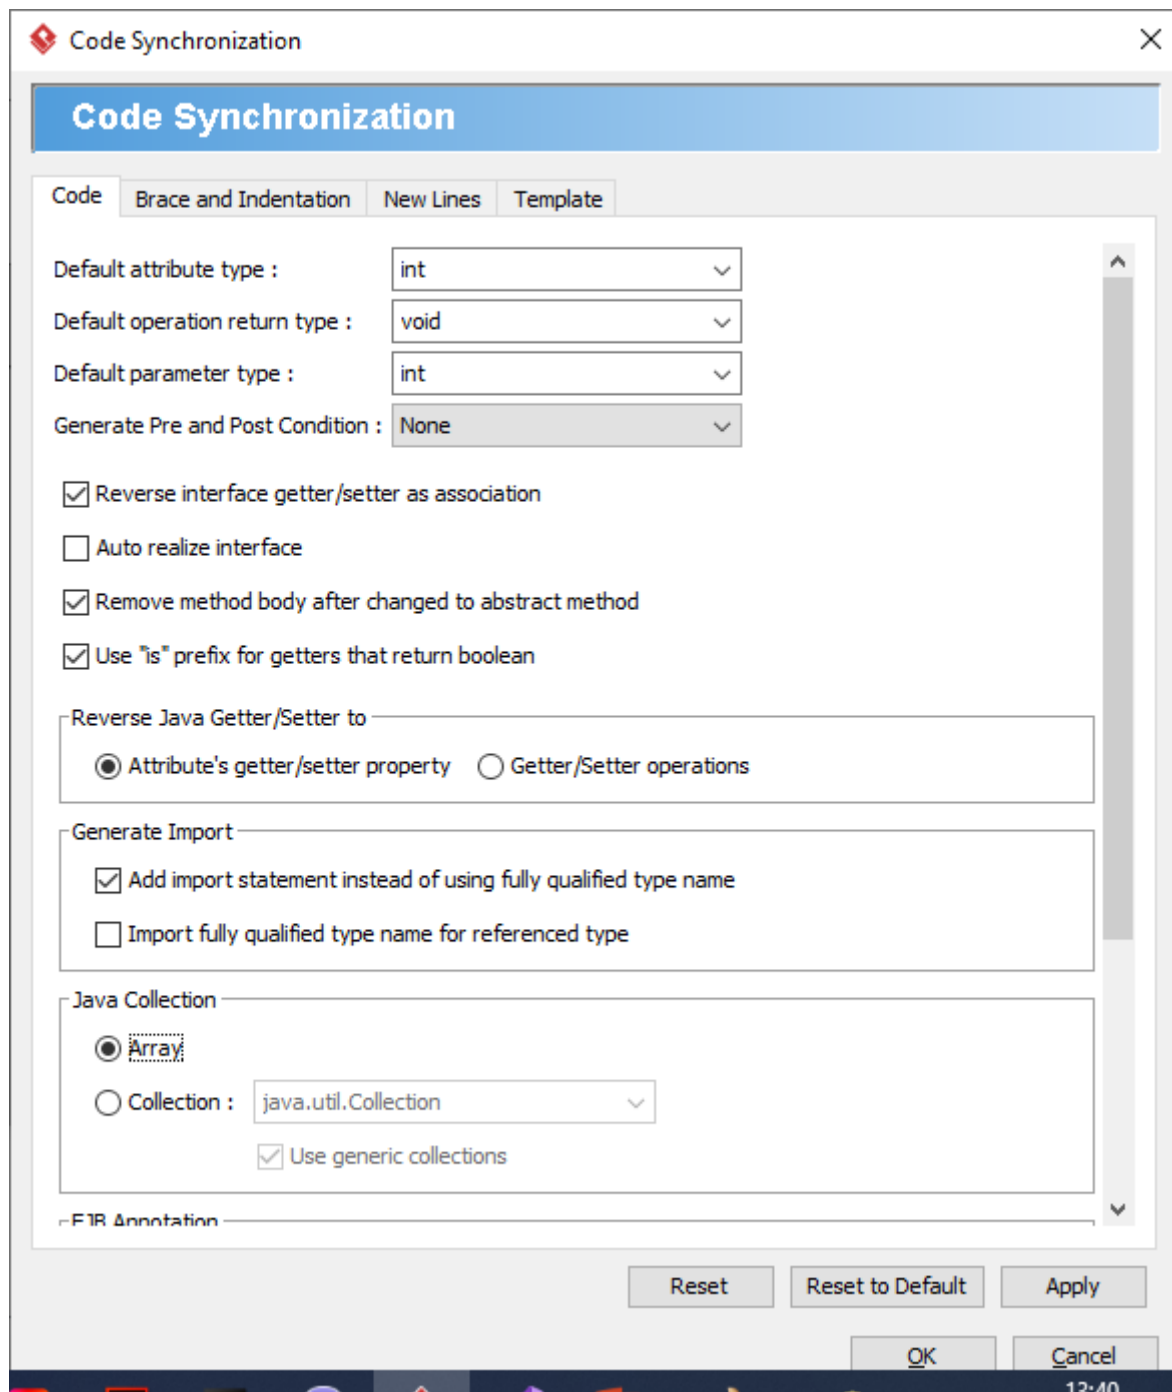 Code Synchronization
Code Synchronization
Code Brace and Indentation New Lines Template
Default attribute type : int
Default operation return type : void
Default parameter type : int
Generate Pre and Post Condition : None
Reverse interface getter/setter as association
Auto realize interface
Remove method body after changed to abstract method
Use "is" prefix for getters that return boolean
Reverse Java Getter/Setter to
Attribute's getter/setter property Getter/Setter operations
Generate Import
Add import statement instead of using fully qualified type name
Import fully qualified type name for referenced type
Java Collection
Array
Collection : java.util.Collection
Use generic collections
EJB Annotation
Reset Reset to Default Apply
OK Cancel
13:40